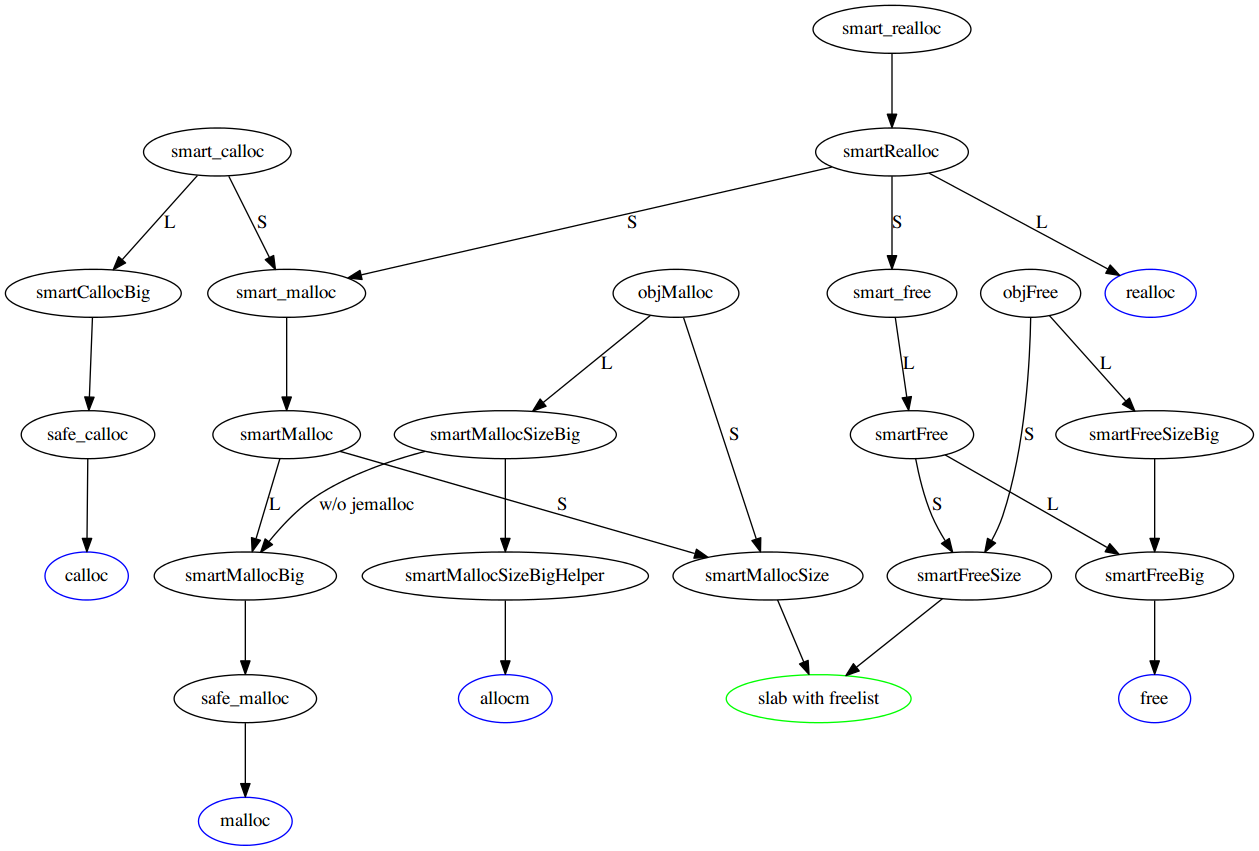 smart_realloc
smart_calloc
smartRealloc
L
S
S
S
L
smartCallocBig
smart_malloc
objMalloc
smart_free
objFree
realloc
L
L
L
safe_calloc
smartMalloc
smartMallocSizeBig
S
smartFree
S
smartFreeSizeBig
L
w/o jemalloc
S
S
L
calloc
smartMallocBig
smartMallocSizeBigHelper
smartMallocSize
smartFreeSize
smartFreeBig
safe_malloc
allocm
slab with freelist
free
malloc